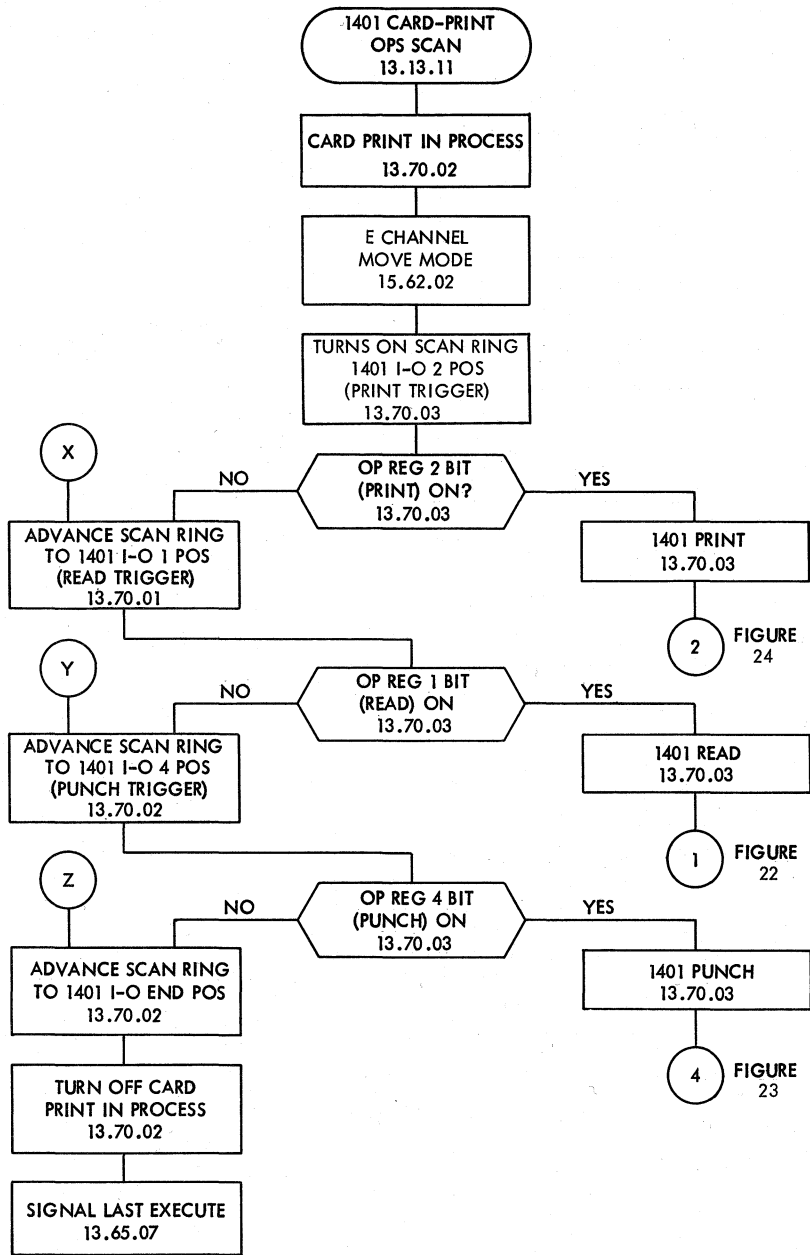 1401 CARD-PRINT
OPS SCAN
13.13.11
CARD PRINT IN PROCESS
13.70.02
E CHANNEL
MOVE MODE
15.62.02
TURNS ON SCAN RING
1401 I-O 2 POS
(PRINT TRIGGER)
13.70.03
OP REG 2 BIT
(PRINT) ON?
13.70.03
NO
YES
X
ADVANCE SCAN RING
TO 1401 I-O 1 POS
(READ TRIGGER)
13.70.01
1401 PRINT
13.70.03
2
FIGURE
24
OP REG 1 BIT
(READ) ON
13.70.03
NO
YES
Y
ADVANCE SCAN RING
TO 1401 I-O 4 POS
(PUNCH TRIGGER)
13.70.02
1401 READ
13.70.03
1
FIGURE
22
OP REG 4 BIT
(PUNCH) ON
13.70.03
NO
YES
Z
ADVANCE SCAN RING
TO 1401 I-O END POS
13.70.02
1401 PUNCH
13.70.03
4
FIGURE
23
TURN OFF CARD
PRINT IN PROCESS
13.70.02
SIGNAL LAST EXECUTE
13.65.07